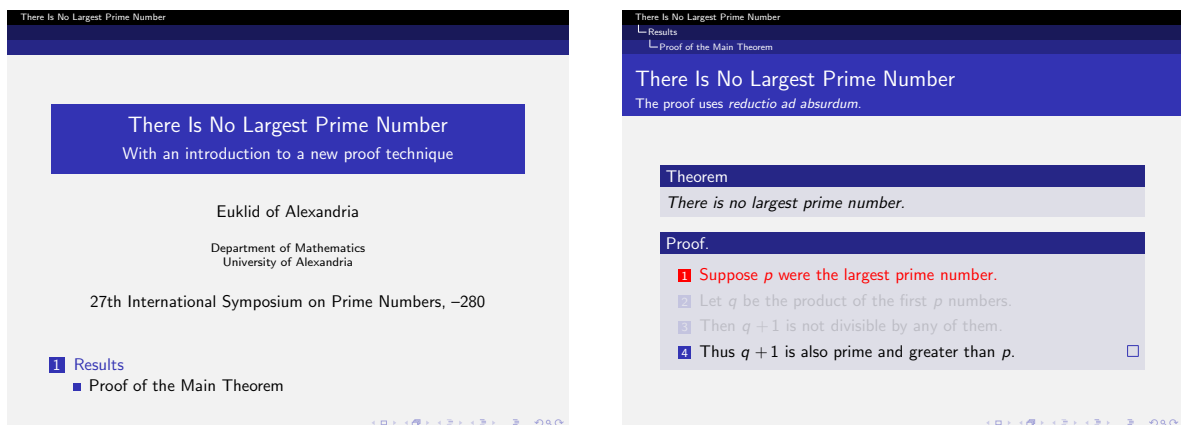 There Is No Largest Prime Number
There Is No Largest Prime Number
With an introduction to a new proof technique
Euklid of Alexandria
Department of Mathematics
University of Alexandria
27th International Symposium on Prime Numbers, –280
1 Results
Proof of the Main Theorem
There Is No Largest Prime Number
Results
Proof of the Main Theorem
There Is No Largest Prime Number
The proof uses reductio ad absurdum.
Theorem
There is no largest prime number.
Proof.
1 Suppose p were the largest prime number.
2 Let q be the product of the first p numbers.
3 Then q + 1 is not divisible by any of them.
4 Thus q + 1 is also prime and greater than p. □